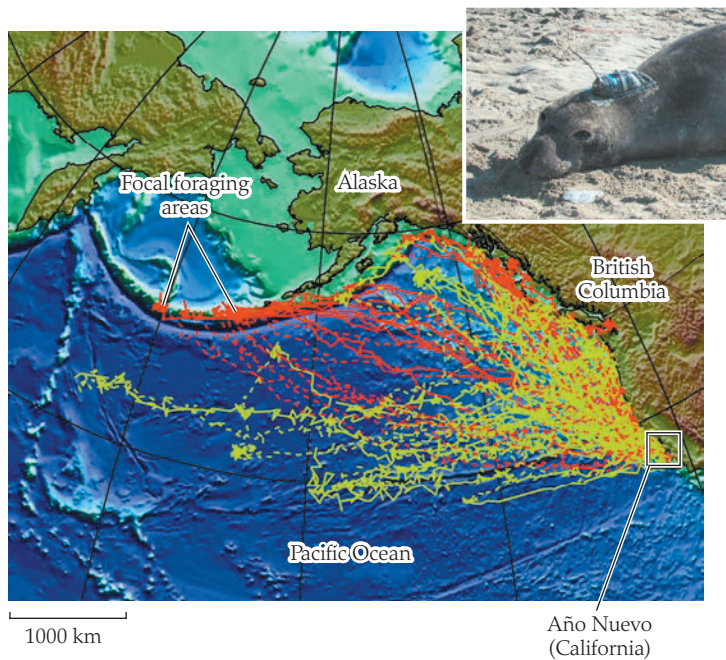 Focal foraging
areas
Alaska
British
Columbia
Pacific Ocean
1000 km
Año Nuevo
(California)